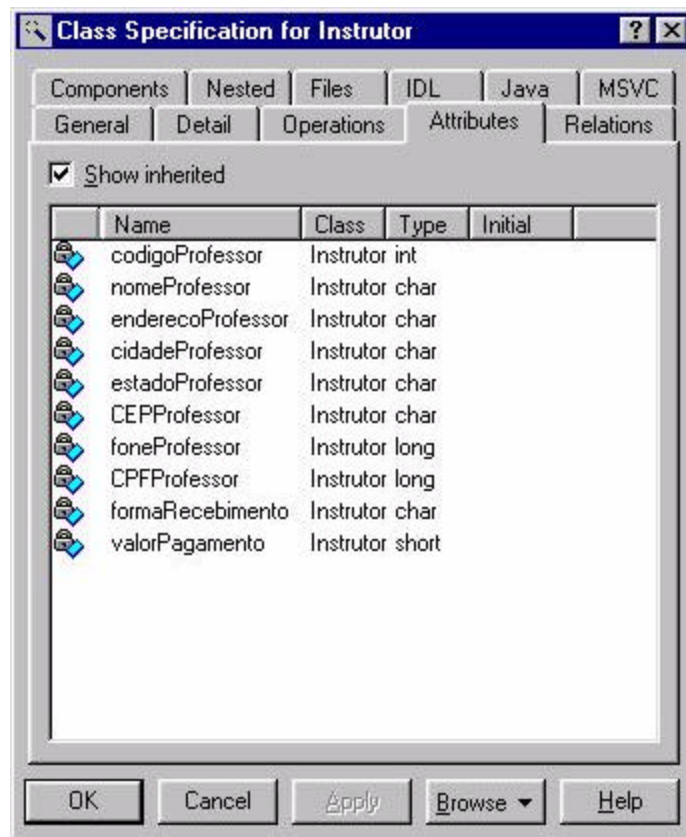 Class Specification for Instrutor
Components Nested Files IDL Java MSVC
General Detail Operations Attributes Relations
Show inherited
Name Class Type Initial
codigoProfessor Instrutor int
nomeProfessor Instrutor char
enderecoProfessor Instrutor char
cidadeProfessor Instrutor char
estadoProfessor Instrutor char
CEPProfessor Instrutor char
foneProfessor Instrutor long
CPFProfessor Instrutor long
formaRecebimento Instrutor char
valorPagamento Instrutor short
OK Cancel Apply Browse Help